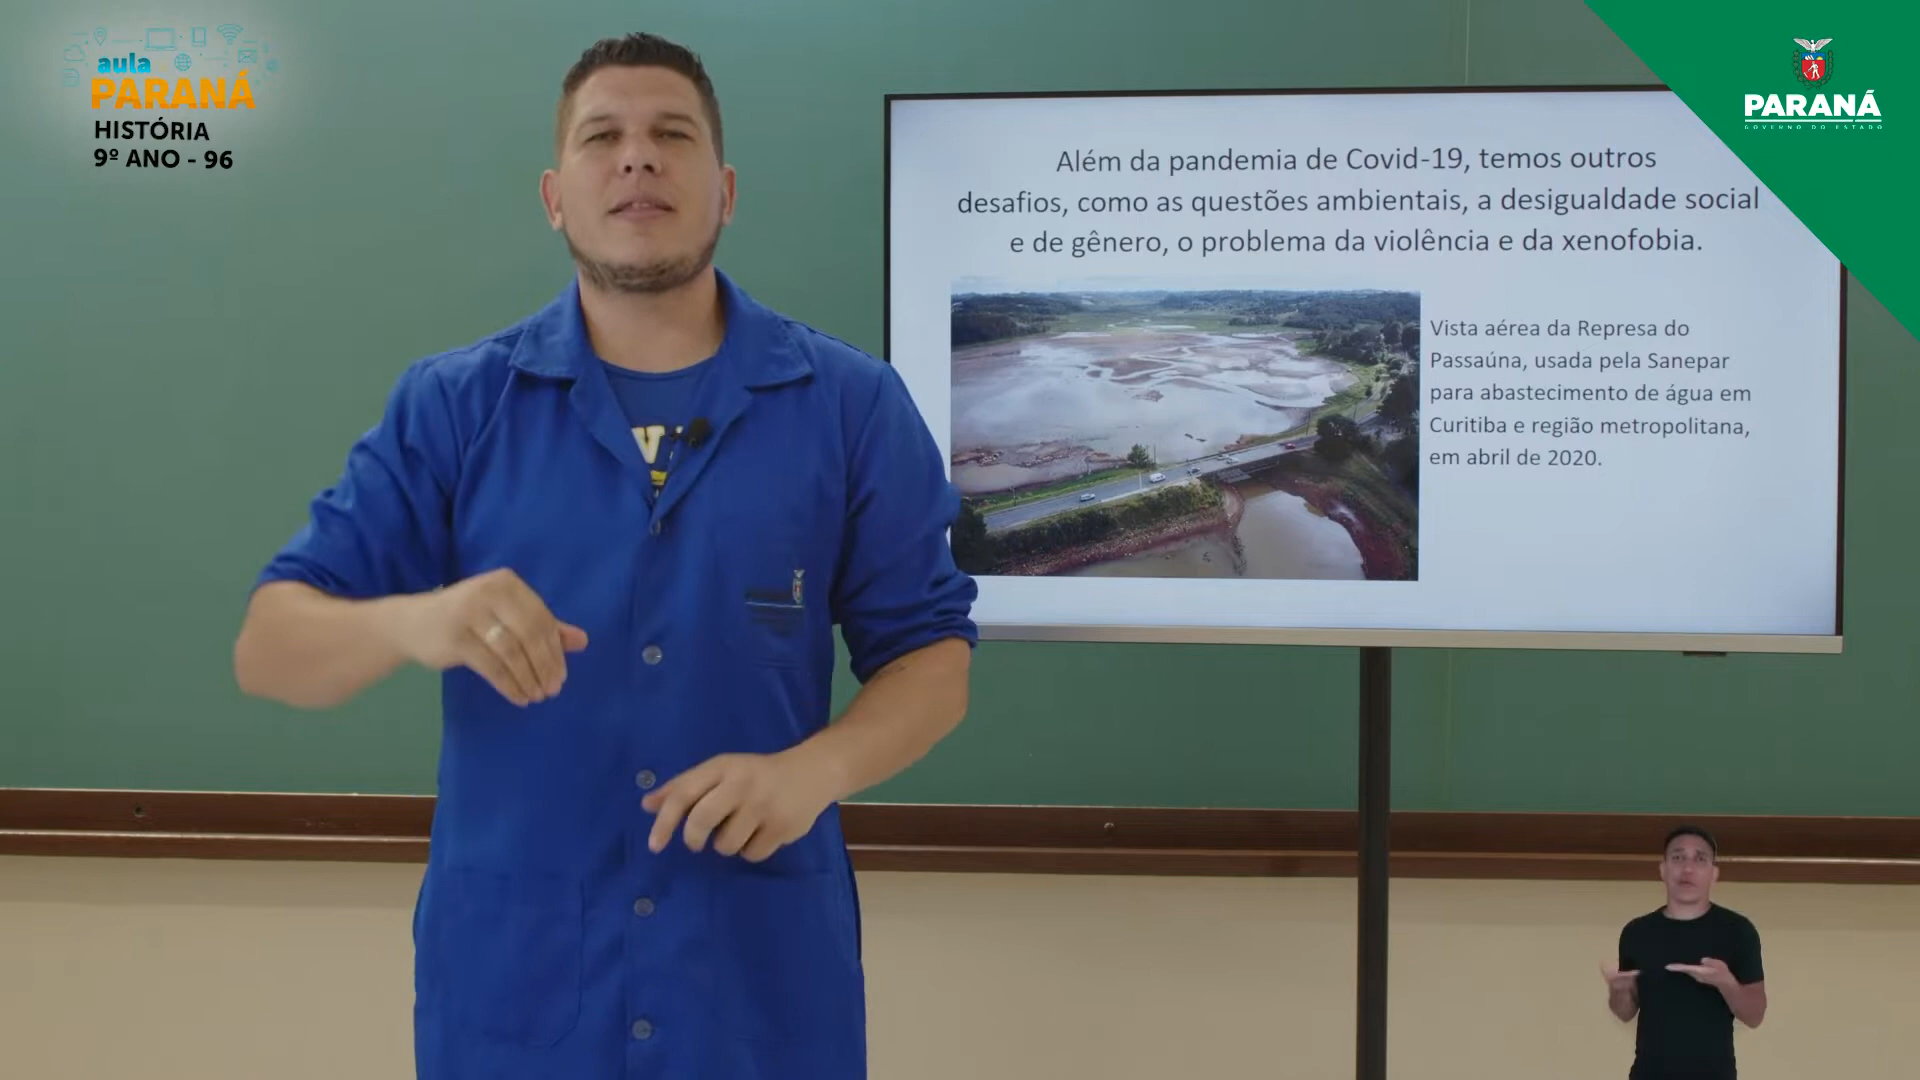 aula
PARANÁ
HISTÓRIA
9º ANO - 96
PARANÁ
GOVERNO DO ESTADO
Além da pandemia de Covid-19, temos outros
desafios, como as questões ambientais, a desigualdade social
e de gênero, o problema da violência e da xenofobia.
Vista aérea da Represa do
Passaúna, usada pela Sanepar
para abastecimento de água em
Curitiba e região metropolitana,
em abril de 2020.